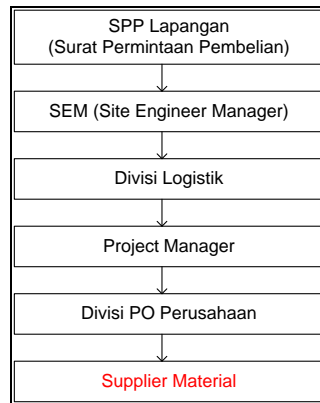 SPP Lapangan
(Surat Permintaan Pembelian)
SEM (Site Engineer Manager)
Divisi Logistik
Project Manager
Divisi PO Perusahaan
Supplier Material